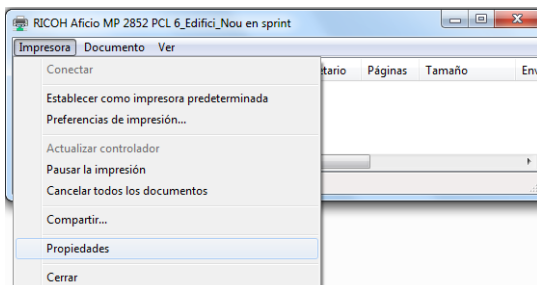 RICOH Aficio MP 2852 PCL 6_Edifici_Nou en sprint
Impresora Documento Ver
Conectar
Páginas Tamaño
Establecer como impresora predeterminada
Preferencias de impresión...
Actualizar controlador
Pausar la impresión
Cancelar todos los documentos
Compartir...
Propiedades
Cerrar